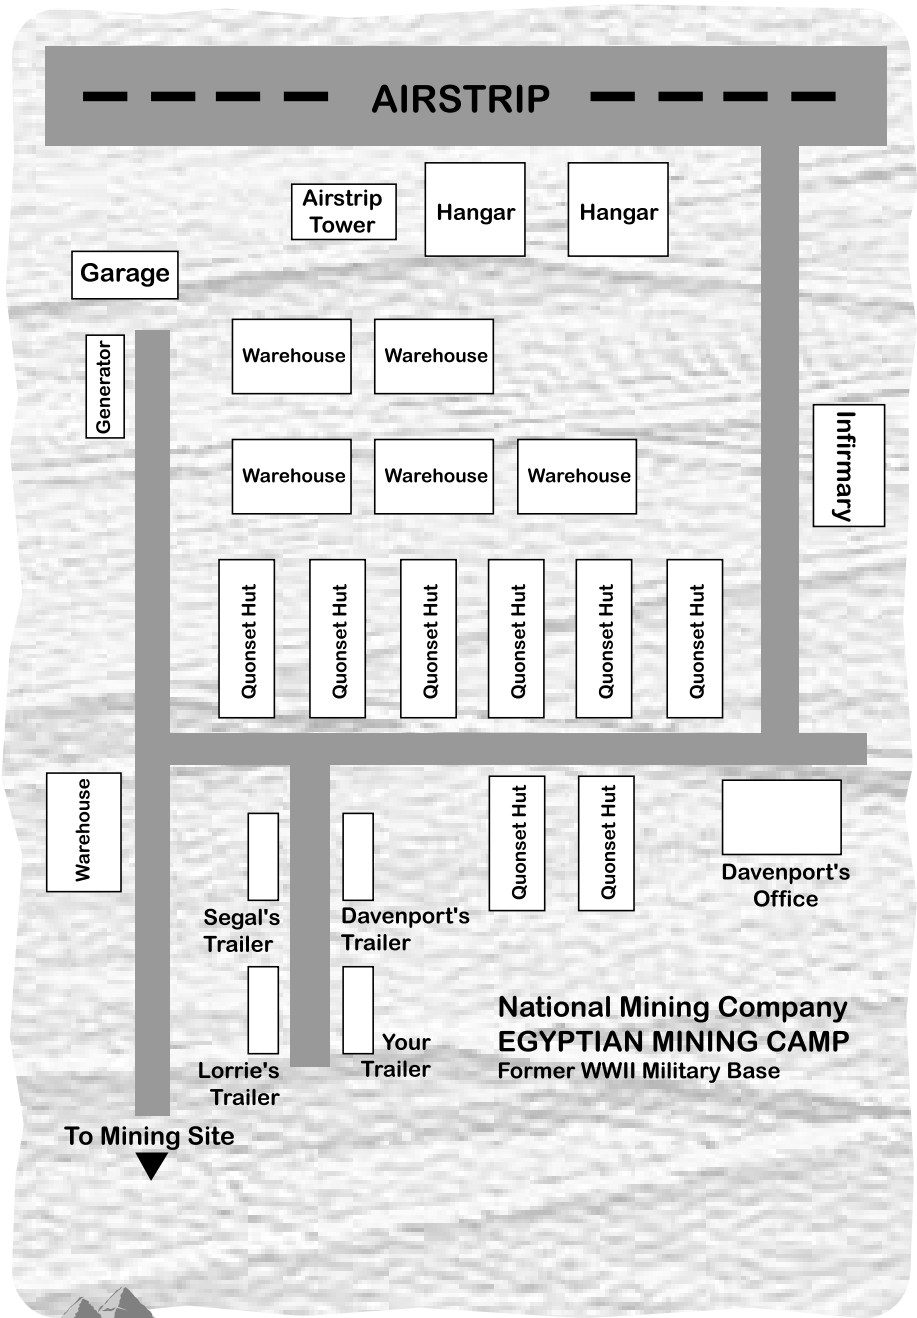 AIRSTRIP
Airstrip
Tower
Hangar
Hangar
Garage
Generator
Warehouse
Warehouse
Infirmary
Warehouse
Warehouse
Warehouse
Quonset Hut
Quonset Hut
Quonset Hut
Quonset Hut
Quonset Hut
Quonset Hut
Warehouse
Quonset Hut
Quonset Hut
Davenport's
Office
Segal's
Trailer
Davenport's
Trailer
Lorrie's
Trailer
Your
Trailer
National Mining Company
EGYPTIAN MINING CAMP
Former WWII Military Base
To Mining Site